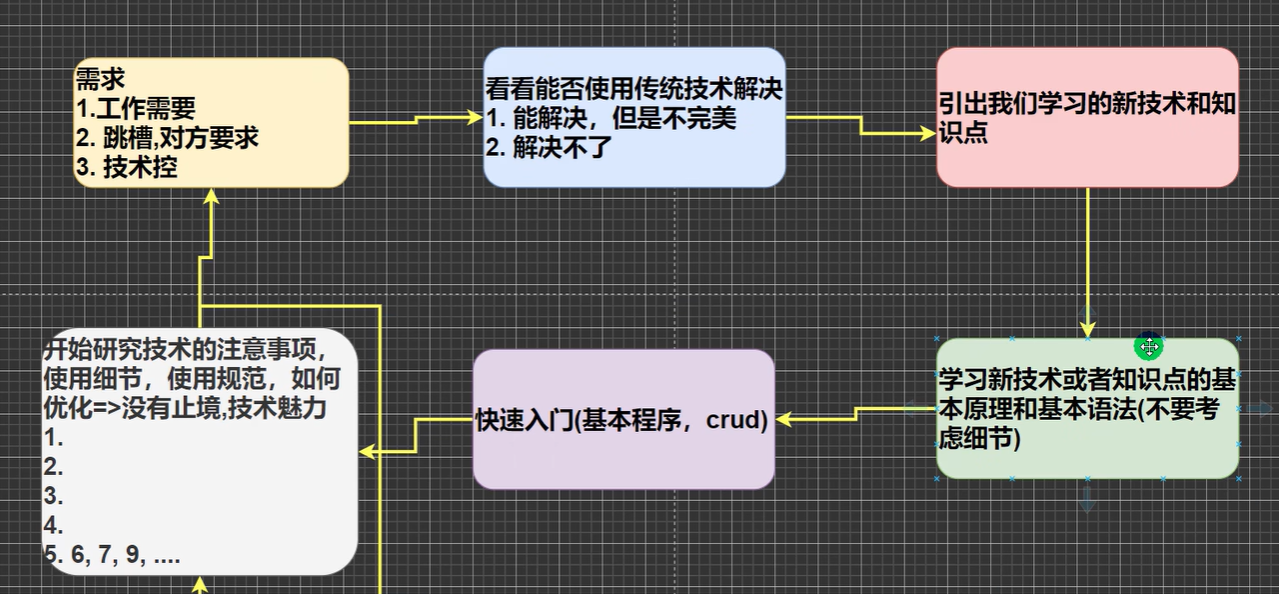 需求
1.工作需要
2. 跳槽,对方要求
3. 技术控
看看能否使用传统技术解决
1. 能解决，但是不完美
2. 解决不了
引出我们学习的新技术和知
识点
学习新技术或者知识点的基
本原理和基本语法(不要考
虑细节)
快速入门(基本程序，crud)
开始研究技术的注意事项，
使用细节，使用规范，如何
优化=>没有止境,技术魅力
1.
2.
3.
4.
5. 6, 7, 9, ....